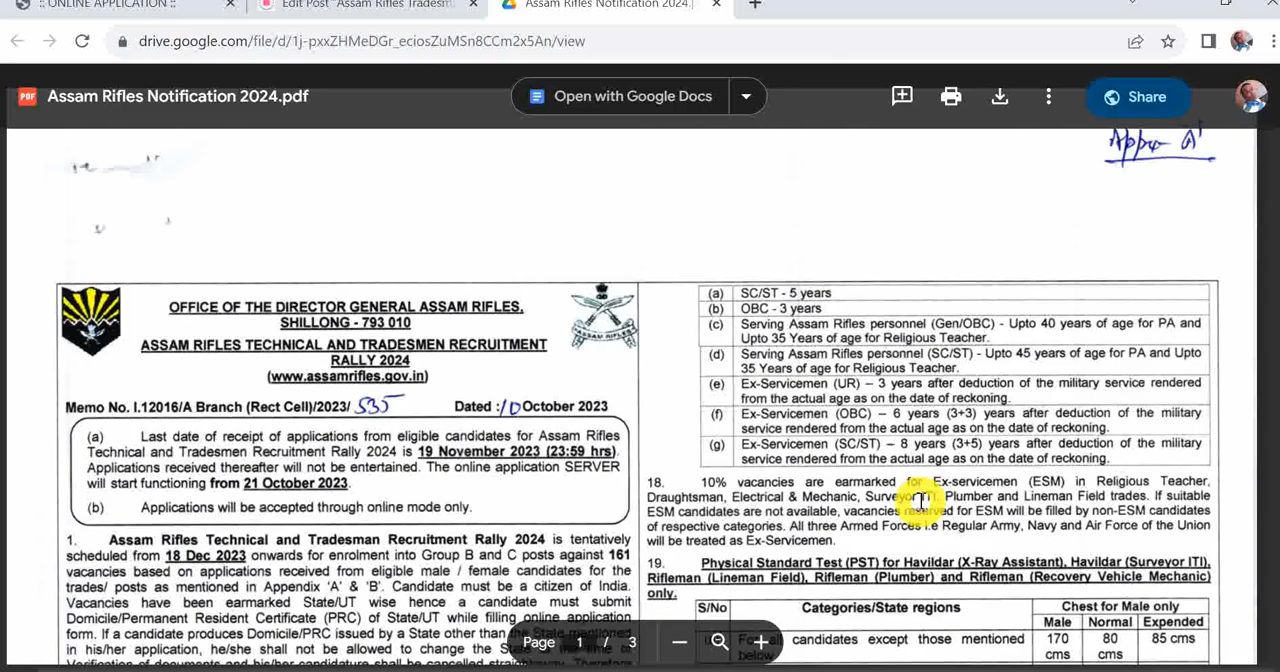 :: ONLINE APPLICATION ::
Edit Post "Assam Rifles Tradesm
Assam Rifles Notification 2024.
drive.google.com/file/d/1j-pxxZHMeDGr_eciosZuMSn8CCm2x5An/view
PDF
Assam Rifles Notification 2024.pdf
Open with Google Docs
Share
OFFICE OF THE DIRECTOR GENERAL ASSAM RIFLES,
SHILLONG - 793 010
ASSAM RIFLES TECHNICAL AND TRADESMEN RECRUITMENT
RALLY 2024
(www.assamrifles.gov.in)
Memo No. I.12016/A Branch (Rect Cell)/2023/ 535 Dated :10 October 2023
(a) Last date of receipt of applications from eligible candidates for Assam Rifles
Technical and Tradesmen Recruitment Rally 2024 is 19 November 2023 (23:59 hrs).
Applications received thereafter will not be entertained. The online application SERVER
will start functioning from 21 October 2023.
(b) Applications will be accepted through online mode only.
1. Assam Rifles Technical and Tradesman Recruitment Rally 2024 is tentatively
scheduled from 18 Dec 2023 onwards for enrolment into Group B and C posts against 161
vacancies based on applications received from eligible male / female candidates for the
trades/ posts as mentioned in Appendix 'A' & 'B'. Candidate must be a citizen of India.
Vacancies have been earmarked State/UT wise hence a candidate must submit
Domicile/Permanent Resident Certificate (PRC) of State/UT while filling online application
form. If a candidate produces Domicile/PRC issued by a State other than the State mentioned
in his/her application, he/she shall not be allowed to change the State
Verification of documents and his/her candidature shall be cancelled
(a) SC/ST - 5 years
(b) OBC - 3 years
(c) Serving Assam Rifles personnel (Gen/OBC) - Upto 40 years of age for PA and
Upto 35 Years of age for Religious Teacher.
(d) Serving Assam Rifles personnel (SC/ST) - Upto 45 years of age for PA and Upto
35 Years of age for Religious Teacher.
(e) Ex-Servicemen (UR) – 3 years after deduction of the military service rendered
from the actual age as on the date of reckoning.
(f) Ex-Servicemen (OBC) – 6 years (3+3) years after deduction of the military
service rendered from the actual age as on the date of reckoning.
(g) Ex-Servicemen (SC/ST) – 8 years (3+5) years after deduction of the military
service rendered from the actual age as on the date of reckoning.
18. 10% vacancies are earmarked for Ex-servicemen (ESM) in Religious Teacher,
Draughtsman, Electrical & Mechanic, Surveyor ITI, Plumber and Lineman Field trades. If suitable
ESM candidates are not available, vacancies reserved for ESM will be filled by non-ESM candidates
of respective categories. All three Armed Forces i.e Regular Army, Navy and Air Force of the Union
will be treated as Ex-Servicemen.
19. Physical Standard Test (PST) for Havildar (X-Ray Assistant), Havildar (Surveyor ITI),
Rifleman (Lineman Field), Rifleman (Plumber) and Rifleman (Recovery Vehicle Mechanic)
only.
S/No Categories/State regions Chest for Male only
Male Normal Expended
candidates except those mentioned 170 80 85 cms
below cms cms
Page 1 / 3